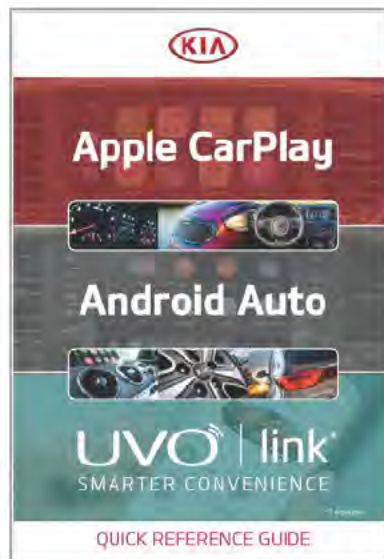 KIA
Apple CarPlay
Android Auto
UVO link*
SMARTER CONVENIENCE
QUICK REFERENCE GUIDE